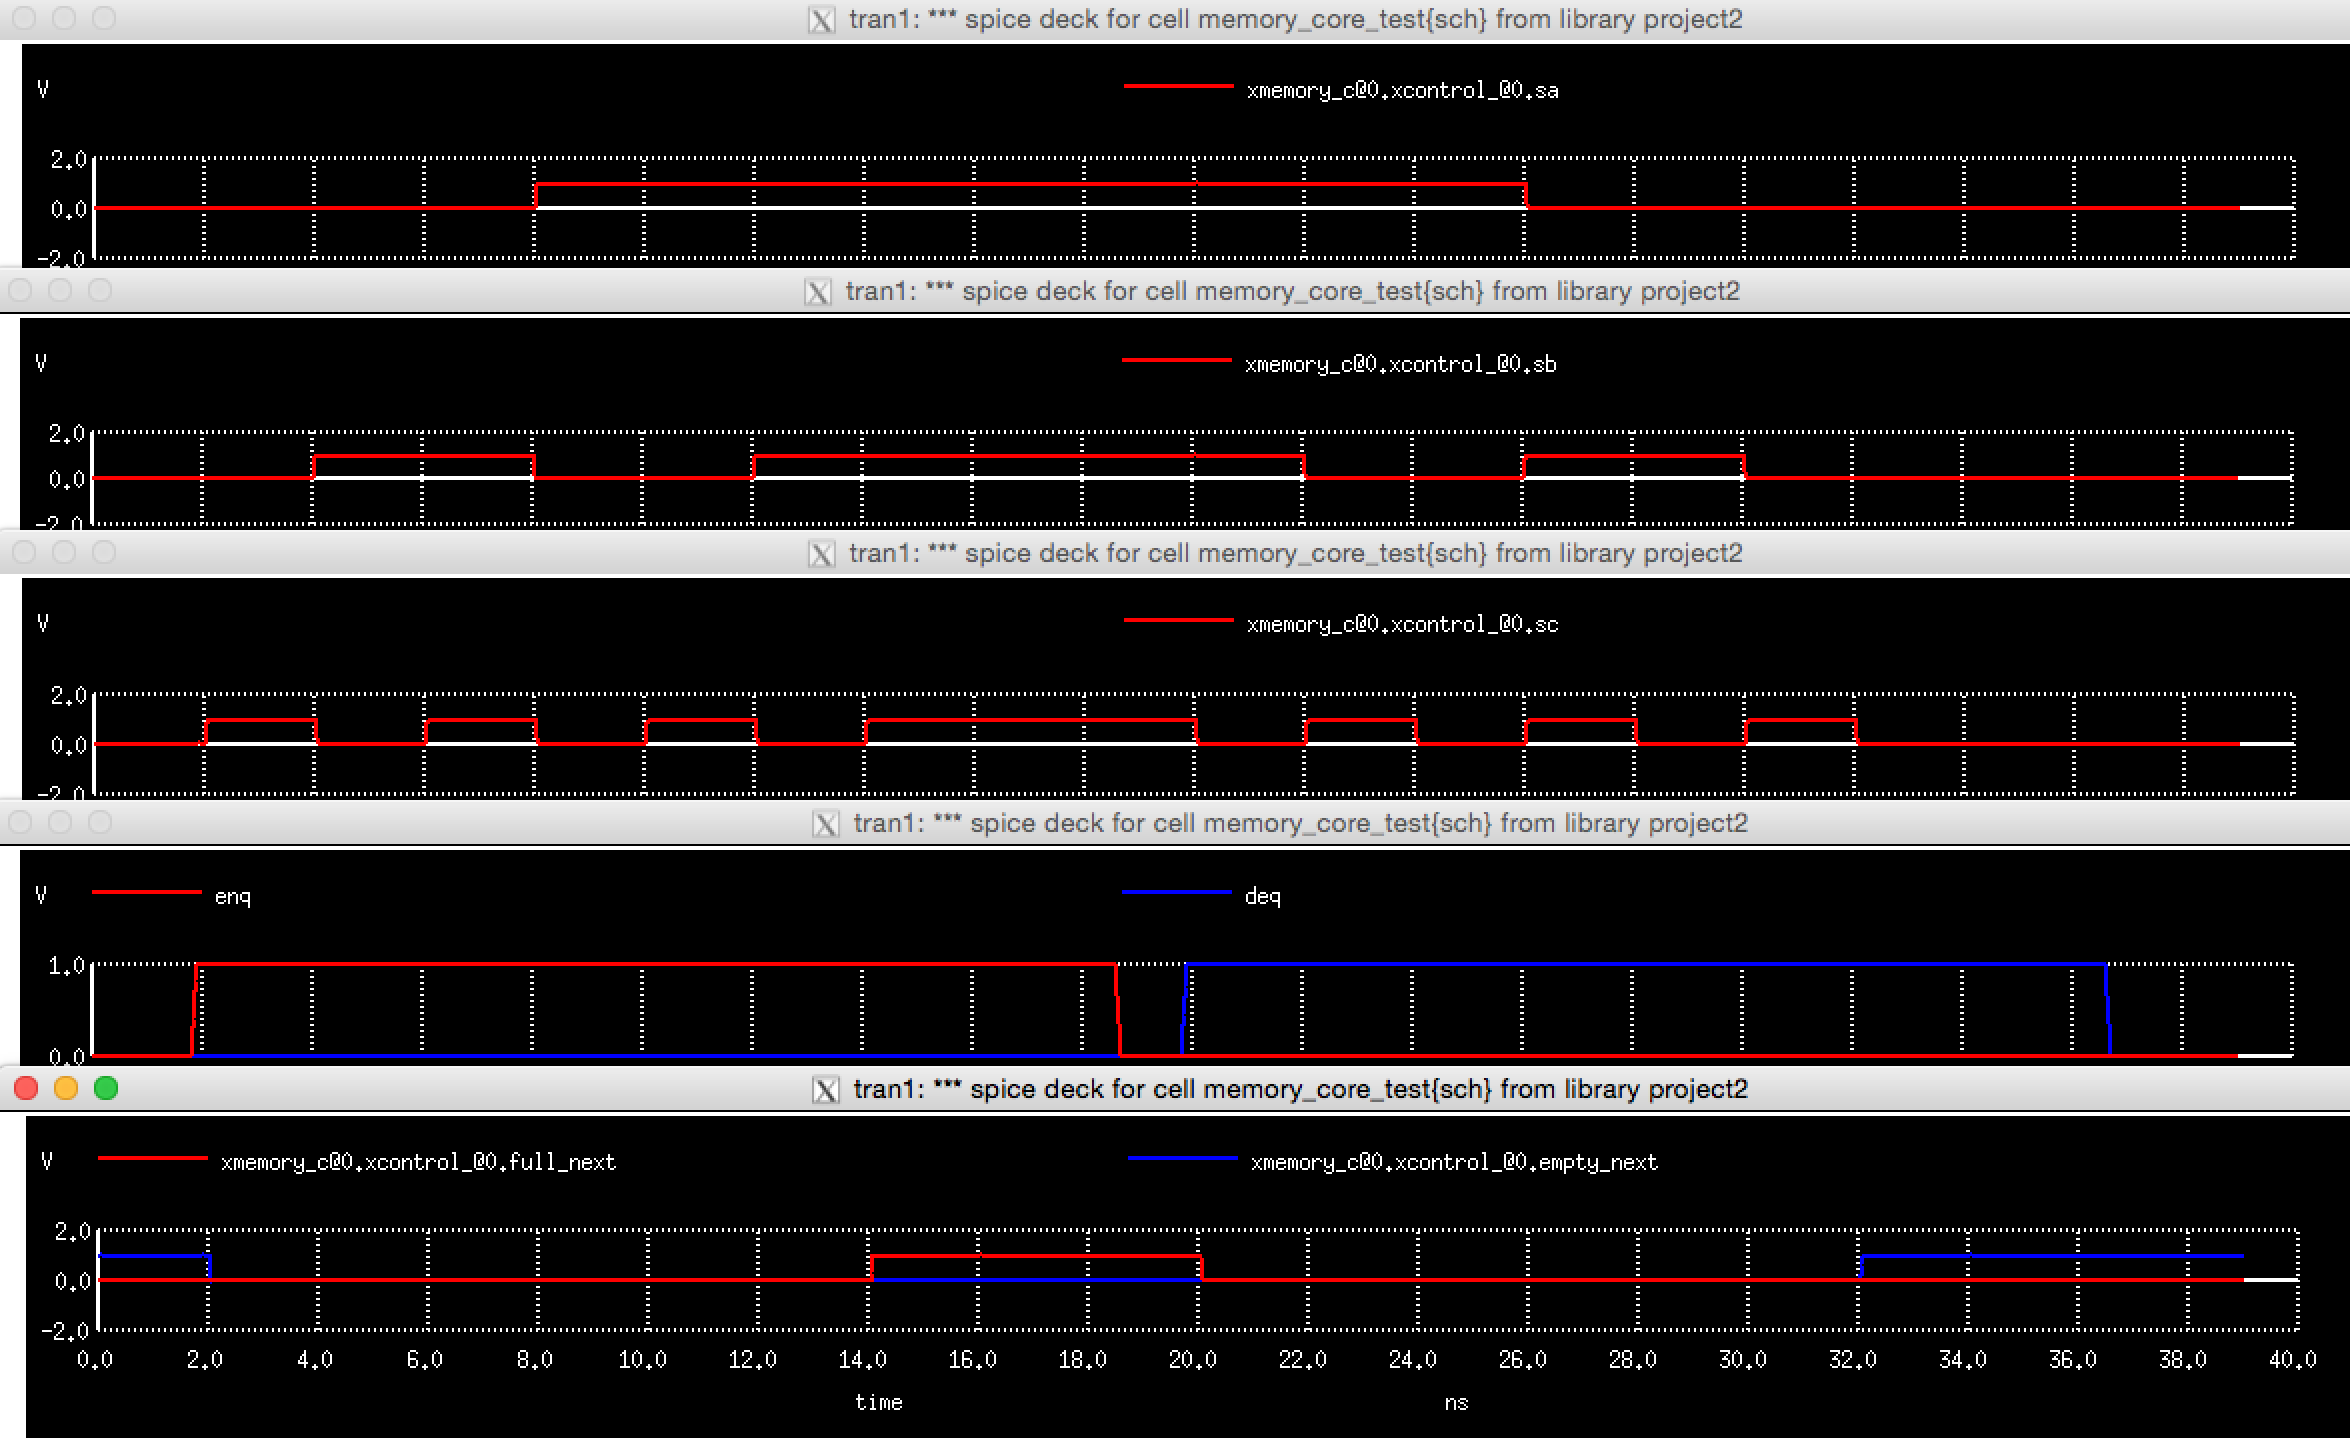 tran1: *** spice deck for cell memory_core_test{sch} from library project2
V xmemory_c@0.xcontrol_@0.sa
2.0
0.0
-2.0
tran1: *** spice deck for cell memory_core_test{sch} from library project2
V xmemory_c@0.xcontrol_@0.sb
2.0
0.0
-2.0
tran1: *** spice deck for cell memory_core_test{sch} from library project2
V xmemory_c@0.xcontrol_@0.sc
2.0
0.0
-2.0
tran1: *** spice deck for cell memory_core_test{sch} from library project2
V enq deq
1.0
0.0
tran1: *** spice deck for cell memory_core_test{sch} from library project2
V xmemory_c@0.xcontrol_@0.full_next xmemory_c@0.xcontrol_@0.empty_next
2.0
0.0
-2.0
0.0 2.0 4.0 6.0 8.0 10.0 12.0 14.0 16.0 18.0 20.0 22.0 24.0 26.0 28.0 30.0 32.0 34.0 36.0 38.0 40.0
time ns